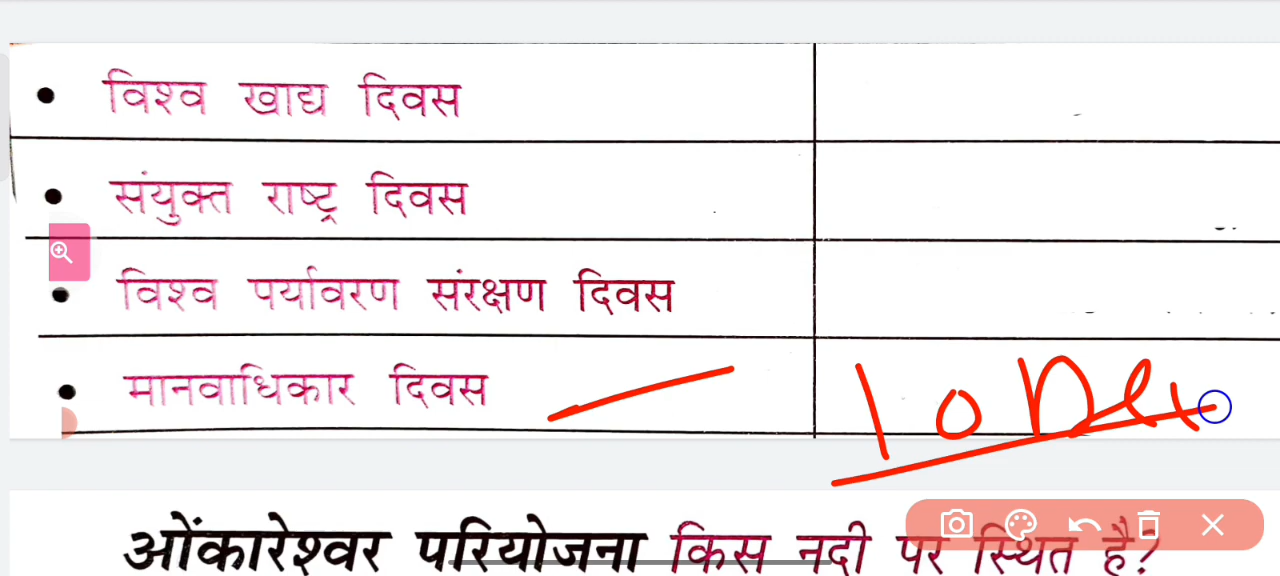 • विश्व खाद्य दिवस
• संयुक्त राष्ट्र दिवस
• विश्व पर्यावरण संरक्षण दिवस
• मानवाधिकार दिवस 10 Dec
ओंकारेश्वर परियोजना किस नदी पर स्थित है?